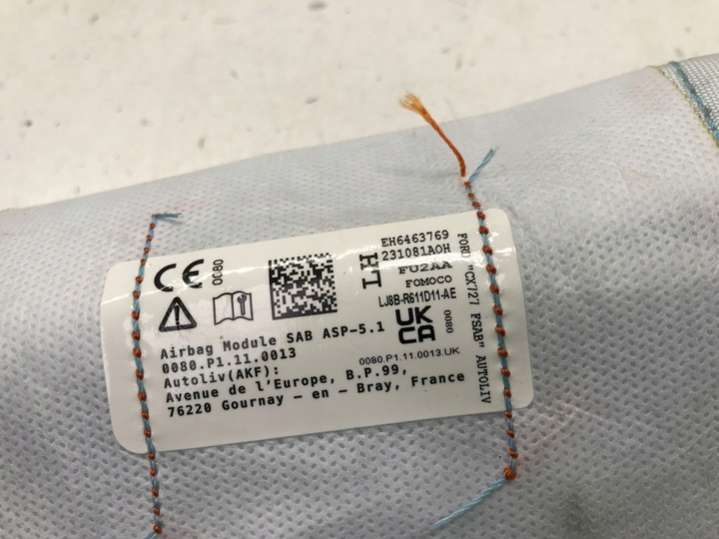 CE 0080
Airbag Module SAB ASP-5.1
0080.P1.11.0013
Autoliv(AKF):
Avenue de l'Europe, B.P.99,
76220 Gournay – en – Bray, France
HT
EH6463769
231081A0H
FU2AA
FOMOCO
LJ8B-R611D11-AE
UK
CA
0080
0080.P1.11.0013.UK
FORD "CX727 PSAB" AUTOLIV